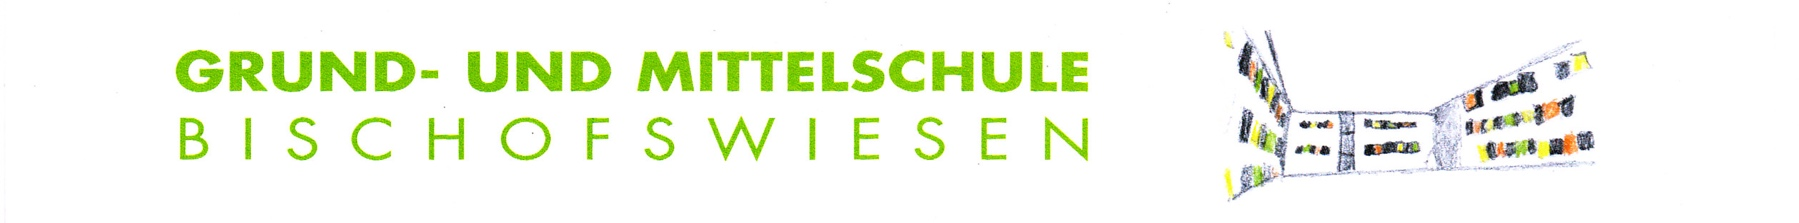 GRUND- UND MITTELSCHULE
BISCHOFSWIESEN